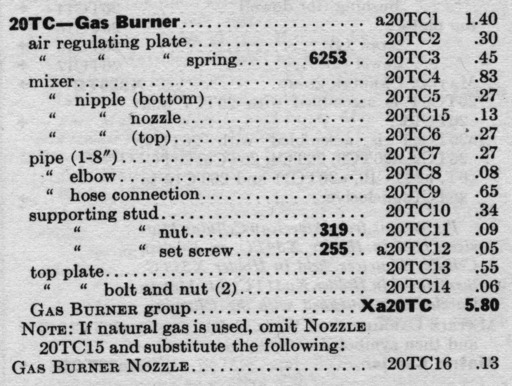 20TC—Gas Burner................ a20TC1 1.40
air regulating plate................ 20TC2 .30
“ “ “ spring.......6253.. 20TC3 .45
mixer................ 20TC4 .83
“ nipple (bottom)................ 20TC5 .27
“ “ nozzle................ 20TC15 .13
“ “ (top)................ 20TC6 .27
pipe (1-8″)................ 20TC7 .27
“ elbow................ 20TC8 .08
“ hose connection................ 20TC9 .65
supporting stud................ 20TC10 .34
“ “ nut.......319.. 20TC11 .09
“ “ set screw.......255.. a20TC12 .05
top plate................ 20TC13 .55
“ “ bolt and nut (2)................ 20TC14 .06
GAS BURNER group................Xa20TC 5.80
NOTE: If natural gas is used, omit NOZZLE
20TC15 and substitute the following:
GAS BURNER NOZZLE................ 20TC16 .13